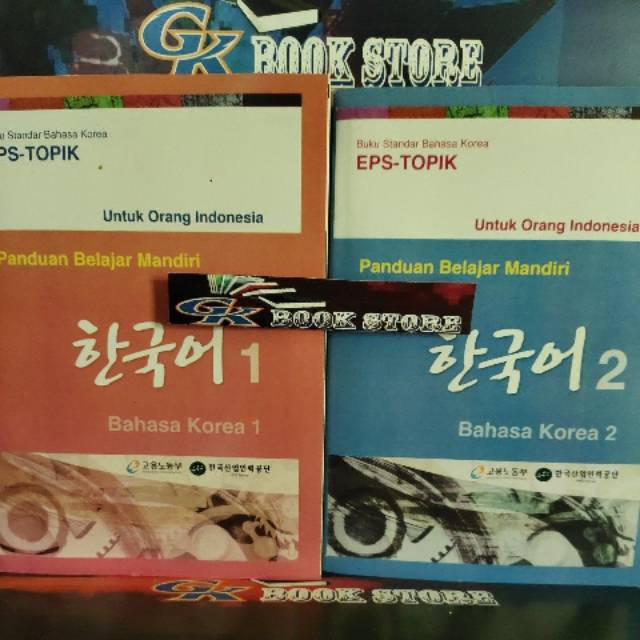 GK BOOK STORE
Standar Bahasa Korea
PS-TOPIK
Untuk Orang Indonesia
Panduan Belajar Mandiri
한국어 1
Bahasa Korea 1
고용노동부 한국산업인력공단
Buku Standar Bahasa Korea
EPS-TOPIK
Untuk Orang Indonesia
Panduan Belajar Mandiri
한국어 2
Bahasa Korea 2
고용노동부 한국산업인력공단
GK BOOK STORE
GK BOOK STORE